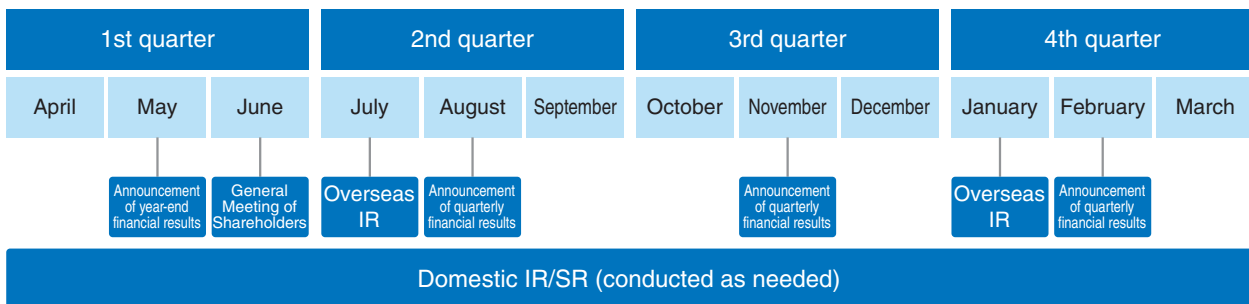 1st quarter
2nd quarter
3rd quarter
4th quarter
April
May
June
July
August
September
October
November
December
January
February
March
Announcement
of year-end
financial results
General
Meeting of
Shareholders
Overseas
IR
Announcement
of quarterly
financial results
Announcement
of quarterly
financial results
Overseas
IR
Announcement
of quarterly
financial results
Domestic IR/SR (conducted as needed)